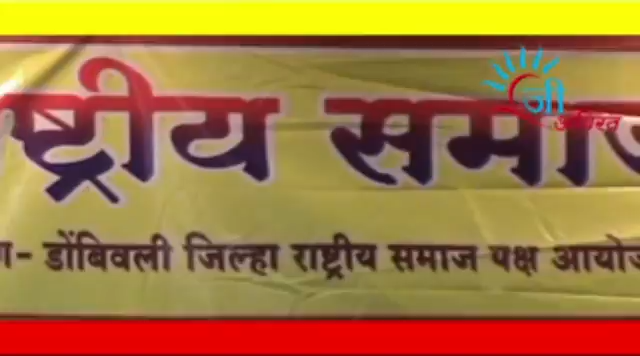 ष्ट्रीय समाज
ण- डोंबिवली जिल्हा राष्ट्रीय समाज पक्ष आयोज
जी